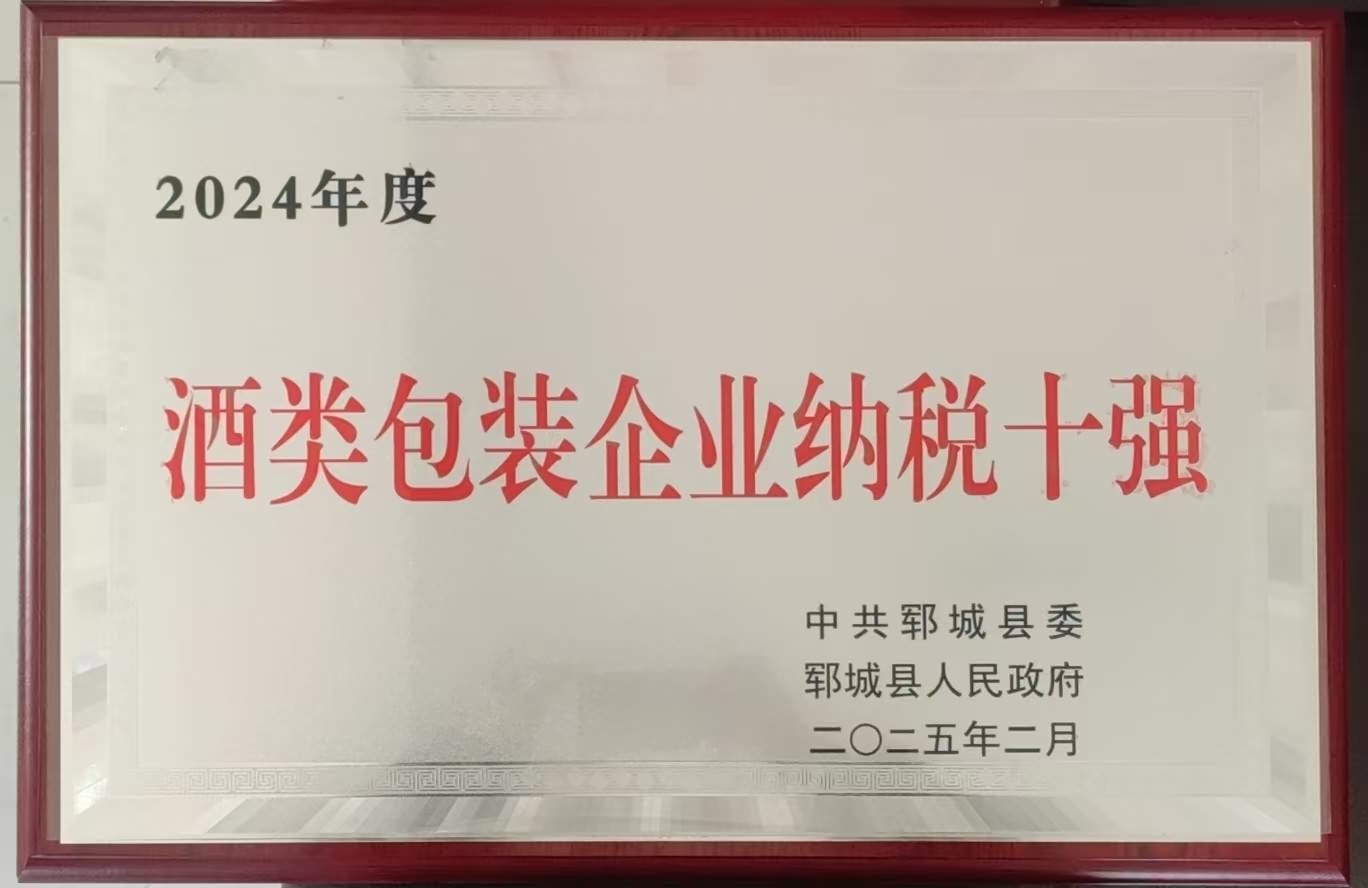 2024年度
酒类包装企业纳税十强
中共郓城县委
郓城县人民政府
二〇二五年二月